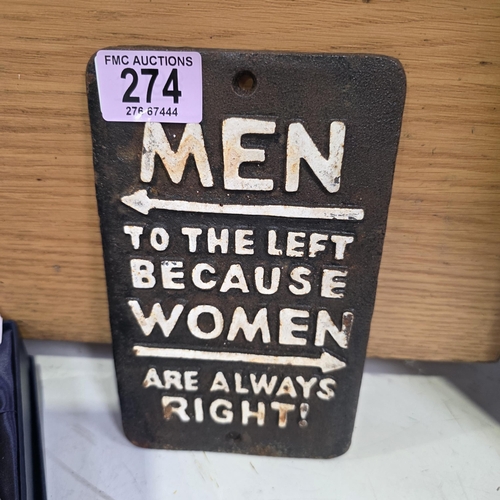 FMC AUCTIONS
274
276 67444
MEN
TO THE LEFT
BECAUSE
WOMEN
ARE ALWAYS
RIGHT!